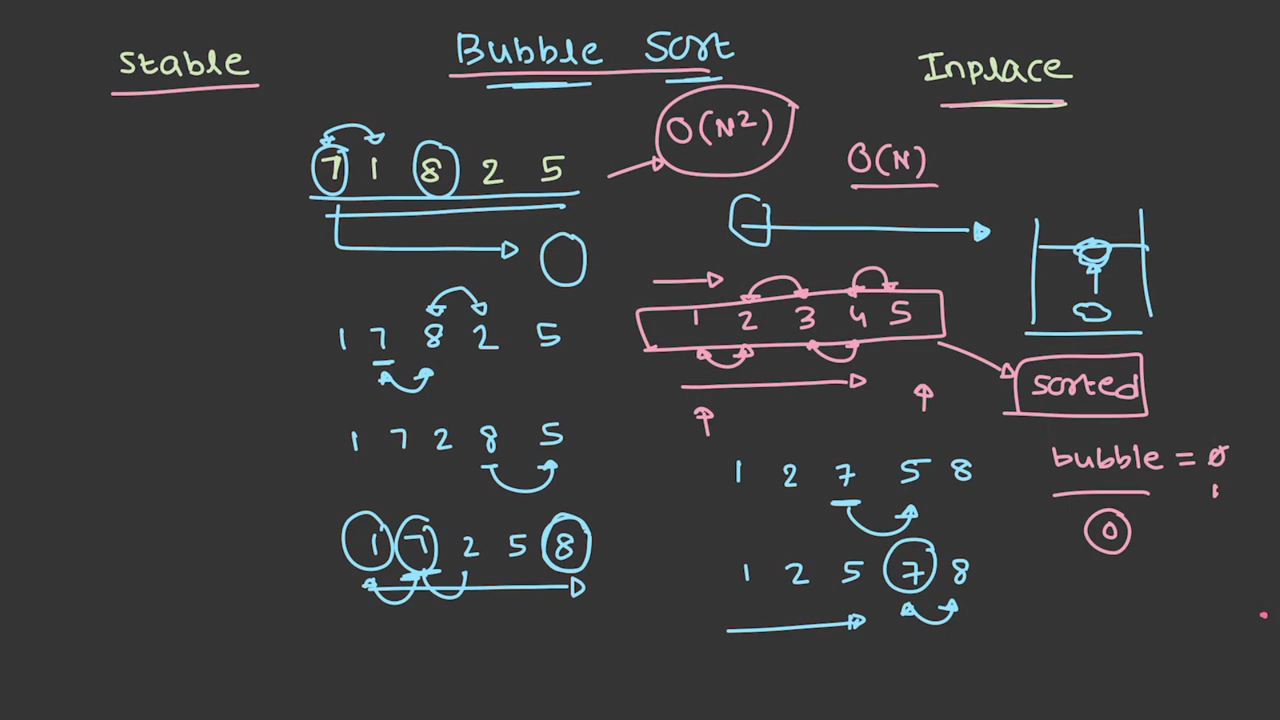 Stable
Bubble Sort
Inplace
O(N²)
O(N)
7 1 8 2 5
1 7 8 2 5
1 7 2 8 5
1 7 2 5 8
1 2 3 4 5
sorted
1 2 7 5 8
1 2 5 7 8
bubble = 0
1
0